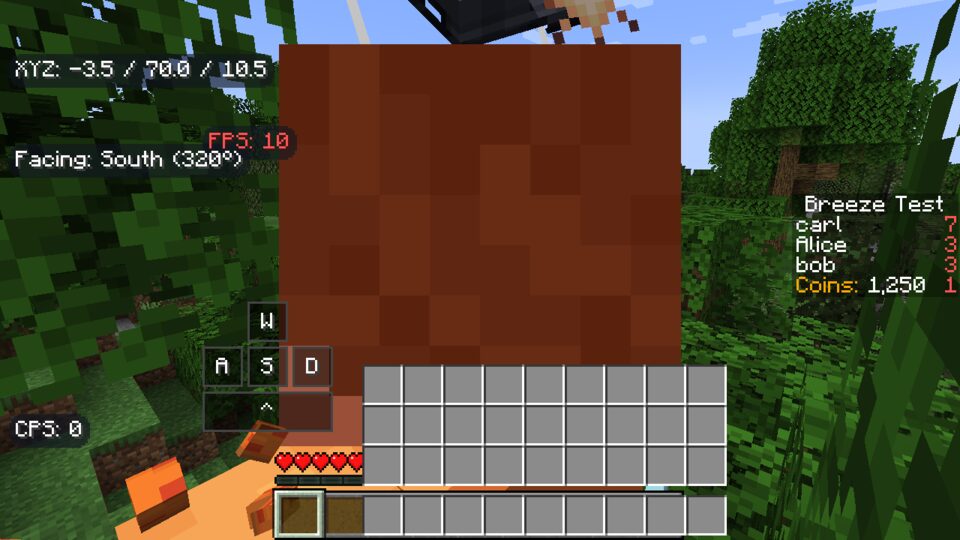 XYZ: -3.5 / 70.0 / 10.5
FPS: 10
Facing: South (320°)
Breeze Test
carl 7
Alice 3
bob 3
Coins: 1,250 1
W
A S D
^
CPS: 0